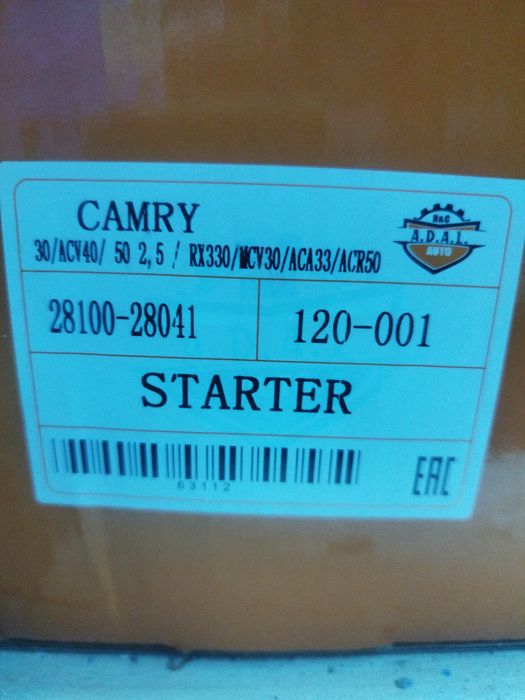 CAMRY
30/ACV40/ 50 2,5 / RX330/MCV30/ACA33/ACR50
R&C
A.D.A.L.
AUTO
28100-28041
120-001
STARTER
63112
EAC